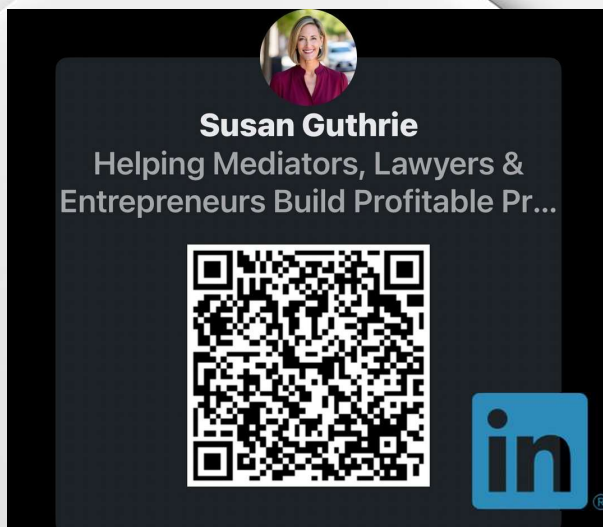 Susan Guthrie
Helping Mediators, Lawyers &
Entrepreneurs Build Profitable Pr...
in
®